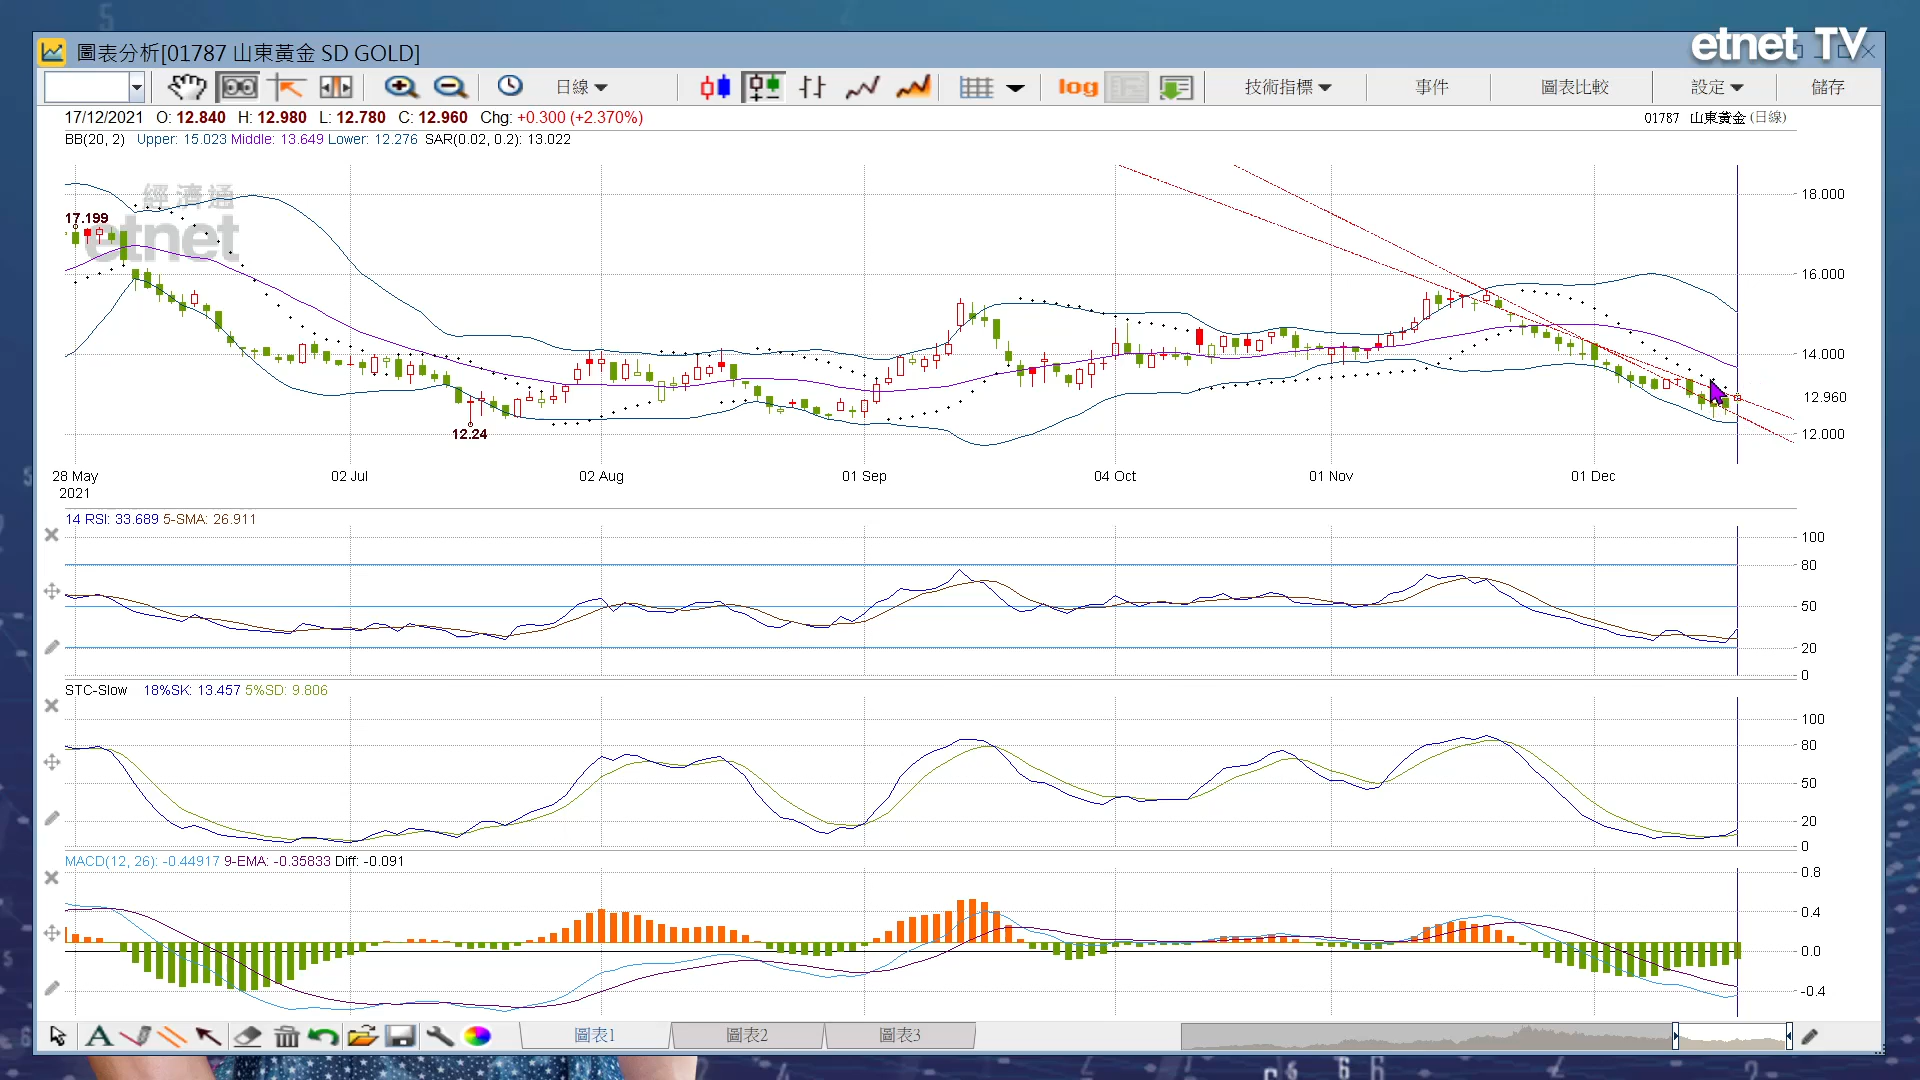 etnet TV
圖表分析[01787 山東黃金 SD GOLD]
日線 log 技術指標 事件 圖表比較 設定 儲存
17/12/2021 O: 12.840 H: 12.980 L: 12.780 C: 12.960 Chg: +0.300 (+2.370%) 01787 山東黃金 (日線)
BB(20, 2) Upper: 15.023 Middle: 13.649 Lower: 12.276 SAR(0.02, 0.2): 13.022
經濟通
etnet
17.199
12.24
18.000
16.000
14.000
12.960
12.000
28 May 02 Jul 02 Aug 01 Sep 04 Oct 01 Nov 01 Dec
2021
14 RSI: 33.689 5-SMA: 26.911
100
80
50
20
0
STC-Slow 18%SK: 13.457 5%SD: 9.806
100
80
50
20
0
MACD(12, 26): -0.44917 9-EMA: -0.35833 Diff: -0.091
0.8
0.4
0.0
-0.4
A 圖表1 圖表2 圖表3